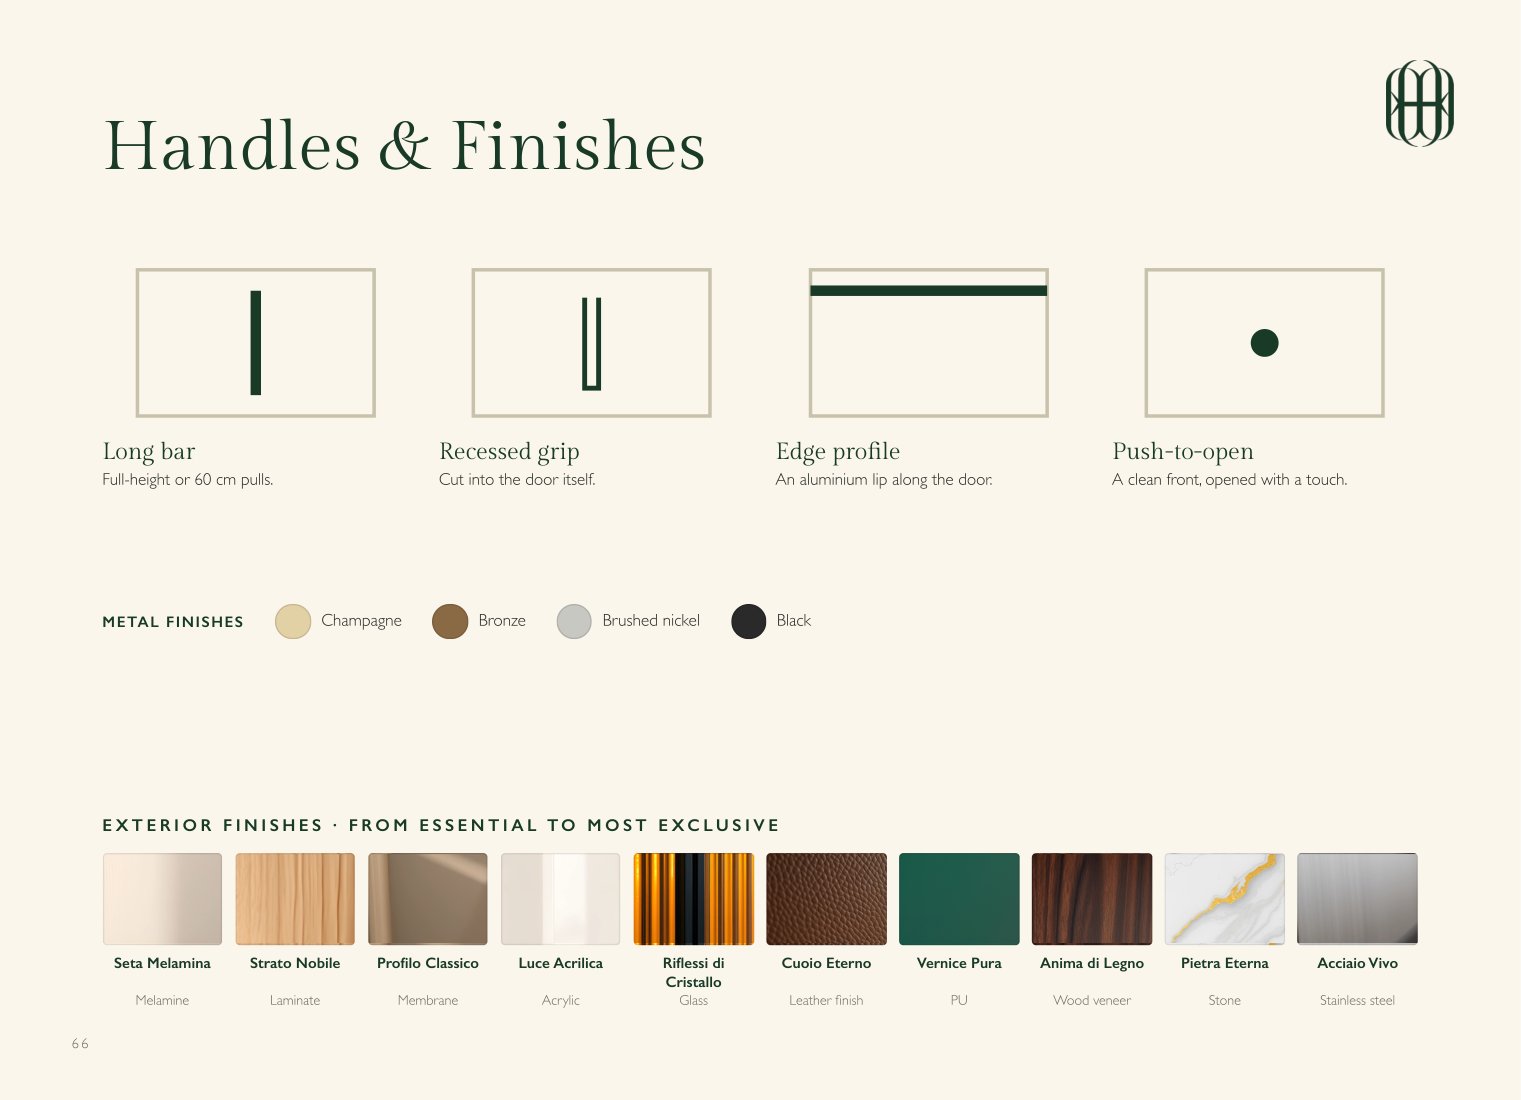 Handles & Finishes
Long bar
Full-height or 60 cm pulls.
Recessed grip
Cut into the door itself.
Edge profile
An aluminium lip along the door.
Push-to-open
A clean front, opened with a touch.
METAL FINISHES
Champagne
Bronze
Brushed nickel
Black
EXTERIOR FINISHES · FROM ESSENTIAL TO MOST EXCLUSIVE
Seta Melamina
Melamine
Strato Nobile
Laminate
Profilo Classico
Membrane
Luce Acrilica
Acrylic
Riflessi di
Cristallo
Glass
Cuoio Eterno
Leather finish
Vernice Pura
PU
Anima di Legno
Wood veneer
Pietra Eterna
Stone
Acciaio Vivo
Stainless steel
66